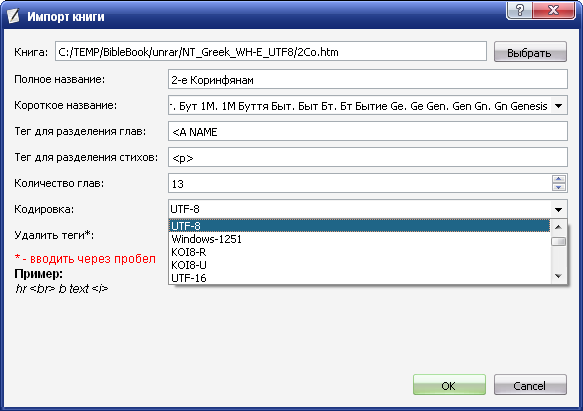 Импорт книги
Книга: C:/TEMP/BibleBook/unrar/NT_Greek_WH-E_UTF8/2Co.htm Выбрать
Полное название: 2-е Коринфянам
Короткое название: . Бут 1М. 1М Буття Быт. Быт Бт. Бт Бытие Ge. Ge Gen. Gen Gn. Gn Genesis
Тег для разделения глав: <A NAME
Тег для разделения стихов: <p>
Количество глав: 13
Кодировка: UTF-8
UTF-8
Удалить теги*:
Windows-1251
* - вводить через пробел
KOI8-R
Пример:
KOI8-U
hr <br> b text <i>
UTF-16
OK Cancel